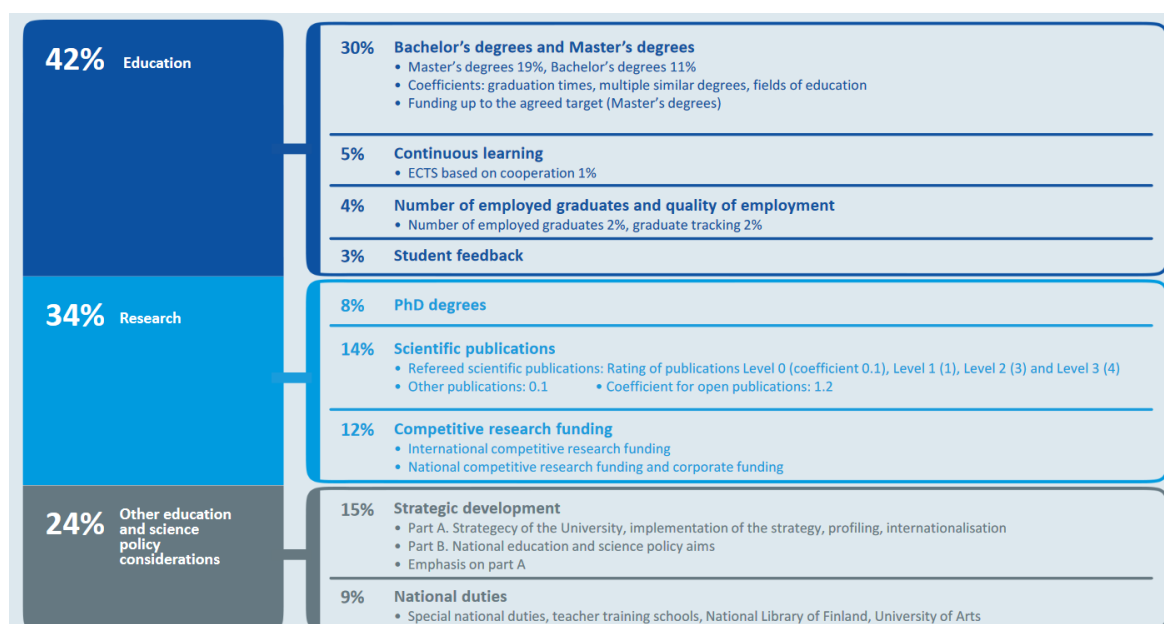 42% Education
30% Bachelor's degrees and Master's degrees
• Master's degrees 19%, Bachelor's degrees 11%
• Coefficients: graduation times, multiple similar degrees, fields of education
• Funding up to the agreed target (Master's degrees)
5% Continuous learning
• ECTS based on cooperation 1%
4% Number of employed graduates and quality of employment
• Number of employed graduates 2%, graduate tracking 2%
3% Student feedback
34% Research
8% PhD degrees
14% Scientific publications
• Refereed scientific publications: Rating of publications Level 0 (coefficient 0.1), Level 1 (1), Level 2 (3) and Level 3 (4)
• Other publications: 0.1 • Coefficient for open publications: 1.2
12% Competitive research funding
• International competitive research funding
• National competitive research funding and corporate funding
24% Other education
and science
policy
considerations
15% Strategic development
• Part A. Strategecy of the University, implementation of the strategy, profiling, internationalisation
• Part B. National education and science policy aims
• Emphasis on part A
9% National duties
• Special national duties, teacher training schools, National Library of Finland, University of Arts